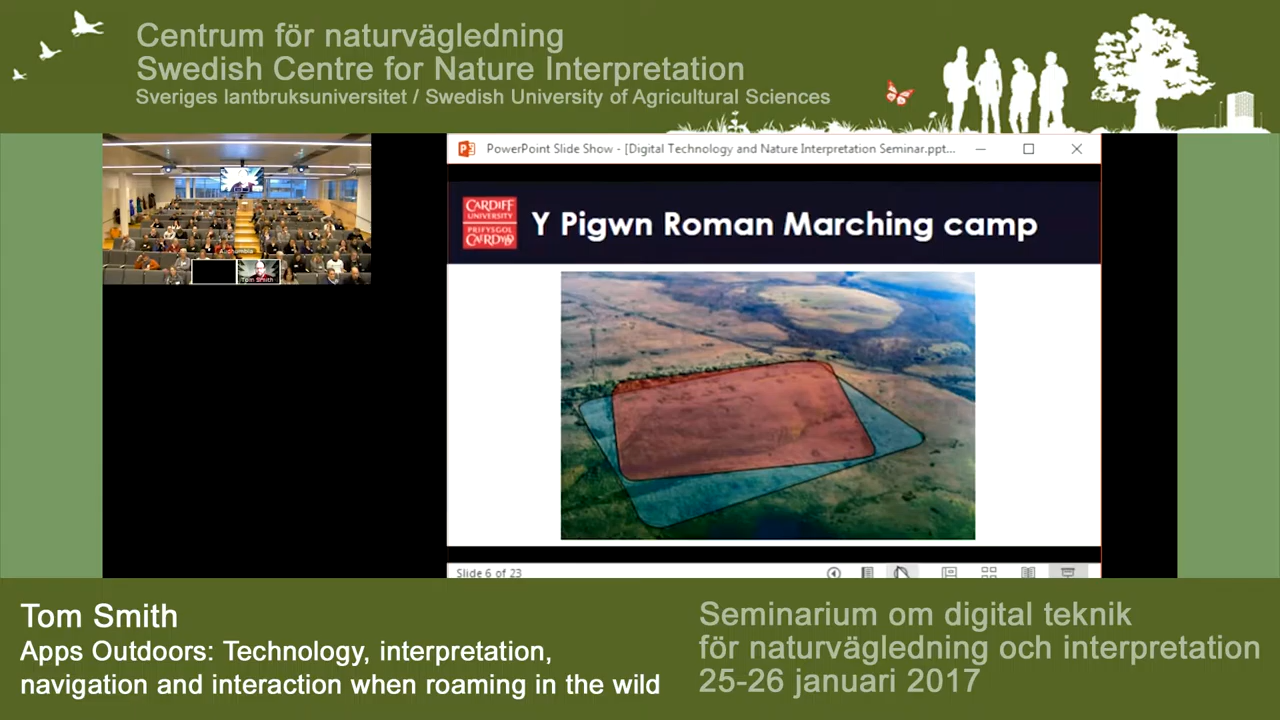 Centrum för naturvägledning
Swedish Centre for Nature Interpretation
Sveriges lantbruksuniversitet / Swedish University of Agricultural Sciences
PowerPoint Slide Show - [Digital Technology and Nature Interpretation Seminar.ppt...
CARDIFF
UNIVERSITY
PRIFYSGOL
CAERDYDD
Y Pigwn Roman Marching camp
Tom Smith
Slide 6 of 23
Tom Smith
Apps Outdoors: Technology, interpretation,
navigation and interaction when roaming in the wild
Seminarium om digital teknik
för naturvägledning och interpretation
25-26 januari 2017